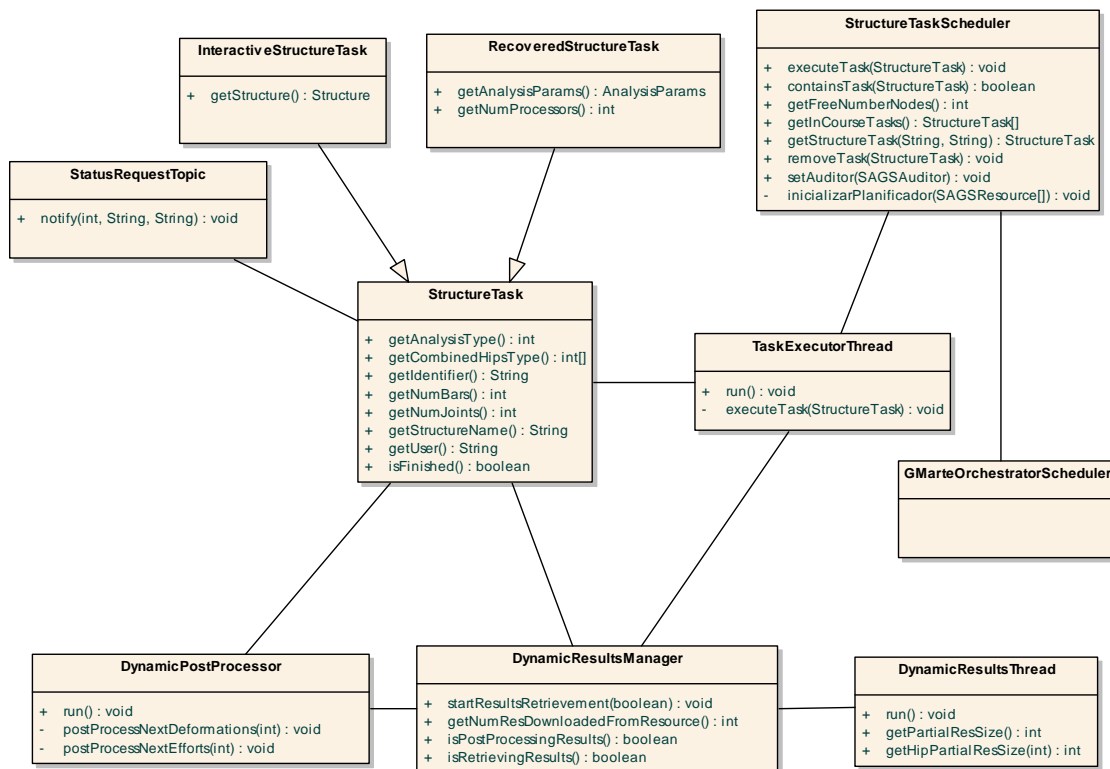 InteractiveStructureTask
+ getStructure() : Structure
RecoveredStructureTask
+ getAnalysisParams() : AnalysisParams
+ getNumProcessors() : int
StructureTaskScheduler
+ executeTask(StructureTask) : void
+ containsTask(StructureTask) : boolean
+ getFreeNumberNodes() : int
+ getInCourseTasks() : StructureTask[]
+ getStructureTask(String, String) : StructureTask
+ removeTask(StructureTask) : void
+ setAuditor(SAGSAuditor) : void
- inicializarPlanificador(SAGSResource[]) : void
StatusRequestTopic
+ notify(int, String, String) : void
StructureTask
+ getAnalysisType() : int
+ getCombinedHipsType() : int[]
+ getIdentifier() : String
+ getNumBars() : int
+ getNumJoints() : int
+ getStructureName() : String
+ getUser() : String
+ isFinished() : boolean
TaskExecutorThread
+ run() : void
- executeTask(StructureTask) : void
GMarteOrchestratorScheduler
DynamicPostProcessor
+ run() : void
- postProcessNextDeformations(int) : void
- postProcessNextEfforts(int) : void
DynamicResultsManager
+ startResultsRetrievement(boolean) : void
+ getNumResDownloadedFromResource() : int
+ isPostProcessingResults() : boolean
+ isRetrievingResults() : boolean
DynamicResultsThread
+ run() : void
+ getPartialResSize() : int
+ getHipPartialResSize(int) : int